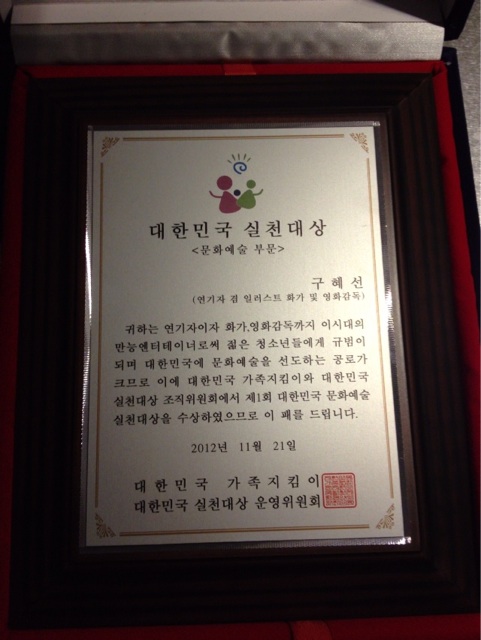 대한민국 실천대상
<문화예술 부문>
구혜선
(연기자 겸 일러스트 화가 및 영화감독)
귀하는 연기자이자 화가,영화감독까지 이시대의
만능엔터테이너로써 젊은 청소년들에게 규범이
되며 대한민국에 문화예술을 선도하는 공로가
크므로 이에 대한민국 가족지킴이와 대한민국
실천대상 조직위원회에서 제1회 대한민국 문화예술
실천대상을 수상하였으므로 이 패를 드립니다.
2012년 11월 21일
대한민국 가족지킴이
대한민국 실천대상 운영위원회